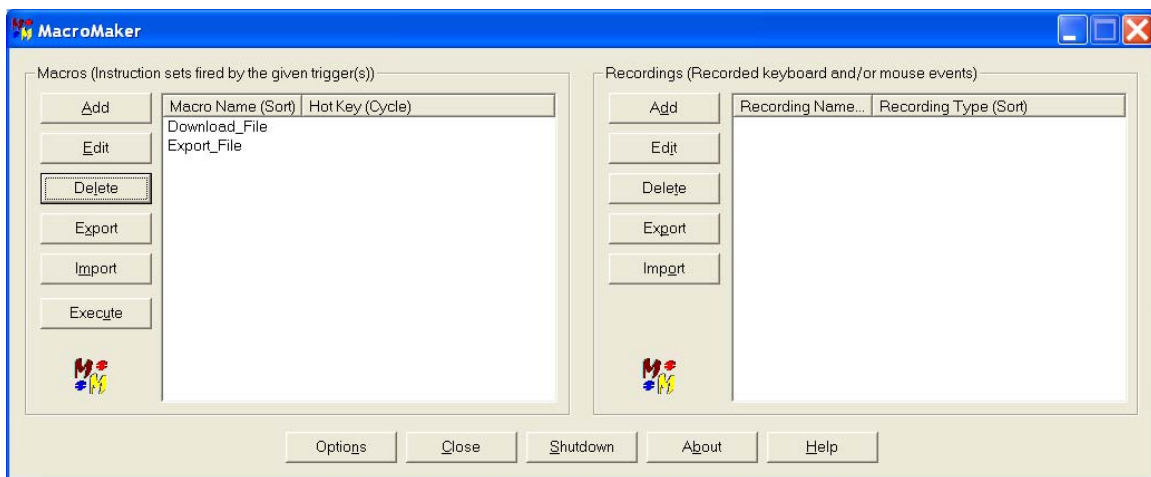 MacroMaker
Macros (Instruction sets fired by the given trigger(s))
Add
Edit
Delete
Export
Import
Execute
Macro Name (Sort) Hot Key (Cycle)
Download_File
Export_File
Recordings (Recorded keyboard and/or mouse events)
Add
Edit
Delete
Export
Import
Recording Name... Recording Type (Sort)
Options Close Shutdown About Help